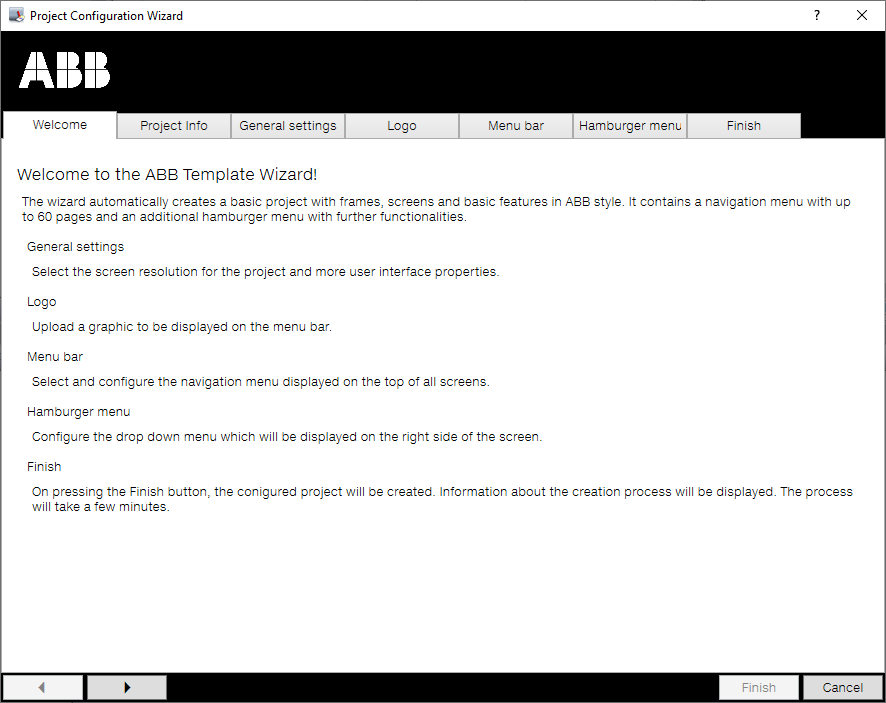 Project Configuration Wizard
?
ABB
Welcome
Project Info
General settings
Logo
Menu bar
Hamburger menu
Finish
Welcome to the ABB Template Wizard!
The wizard automatically creates a basic project with frames, screens and basic features in ABB style. It contains a navigation menu with up
to 60 pages and an additional hamburger menu with further functionalities.
General settings
Select the screen resolution for the project and more user interface properties.
Logo
Upload a graphic to be displayed on the menu bar.
Menu bar
Select and configure the navigation menu displayed on the top of all screens.
Hamburger menu
Configure the drop down menu which will be displayed on the right side of the screen.
Finish
On pressing the Finish button, the conigured project will be created. Information about the creation process will be displayed. The process
will take a few minutes.
Finish
Cancel